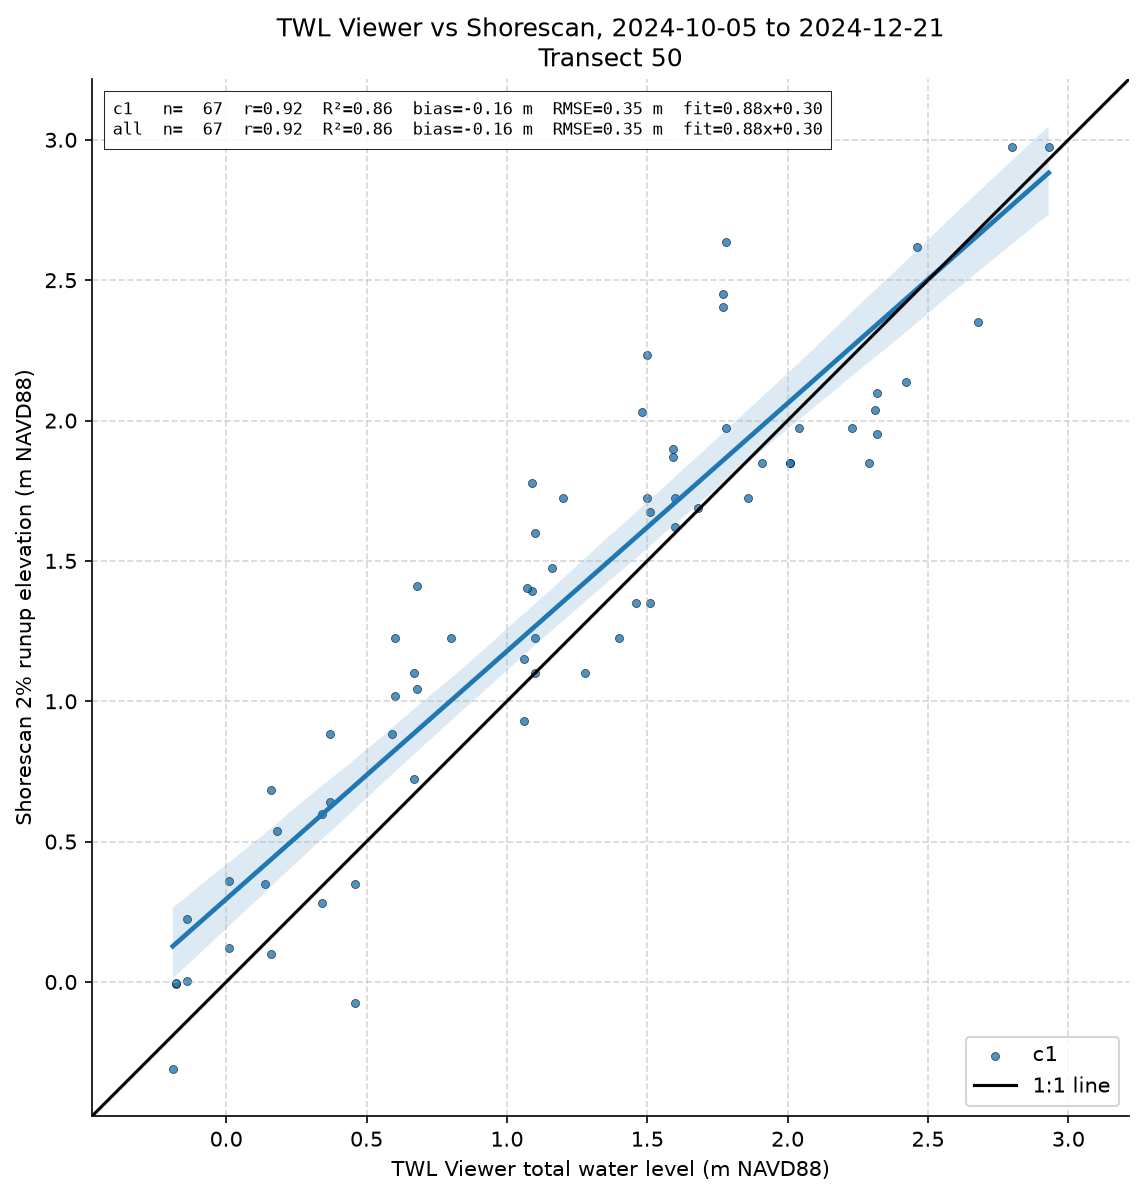 TWL Viewer vs Shorescan, 2024-10-05 to 2024-12-21
Transect 50
c1 n= 67 r=0.92 R²=0.86 bias=-0.16 m RMSE=0.35 m fit=0.88x+0.30
all n= 67 r=0.92 R²=0.86 bias=-0.16 m RMSE=0.35 m fit=0.88x+0.30
3.0
2.5
2.0
1.5
1.0
0.5
0.0
Shorescan 2% runup elevation (m NAVD88)
c1
1:1 line
0.0 0.5 1.0 1.5 2.0 2.5 3.0
TWL Viewer total water level (m NAVD88)